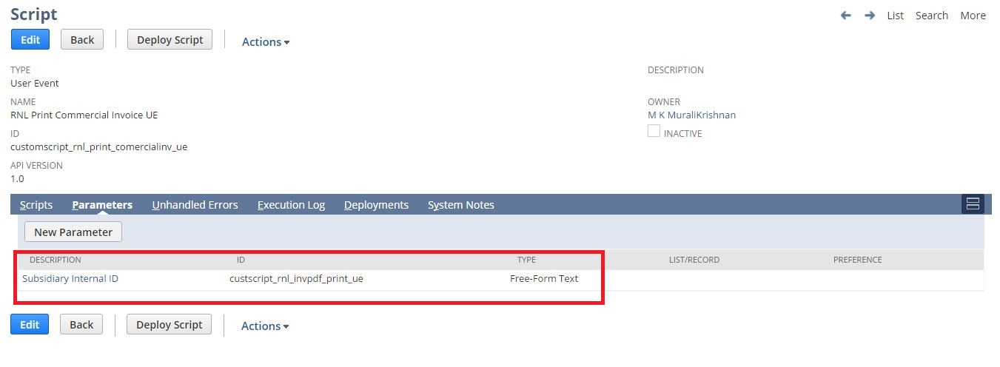 Script
List Search More
Edit Back Deploy Script Actions
TYPE
User Event
DESCRIPTION
NAME
RNL Print Commercial Invoice UE
OWNER
M K MuraliKrishnan
ID
customscript_rnl_print_comercialinv_ue
INACTIVE
API VERSION
1.0
Scripts Parameters Unhandled Errors Execution Log Deployments System Notes
New Parameter
DESCRIPTION ID TYPE LIST/RECORD PREFERENCE
Subsidiary Internal ID custscript_rnl_invpdf_print_ue Free-Form Text
Edit Back Deploy Script Actions